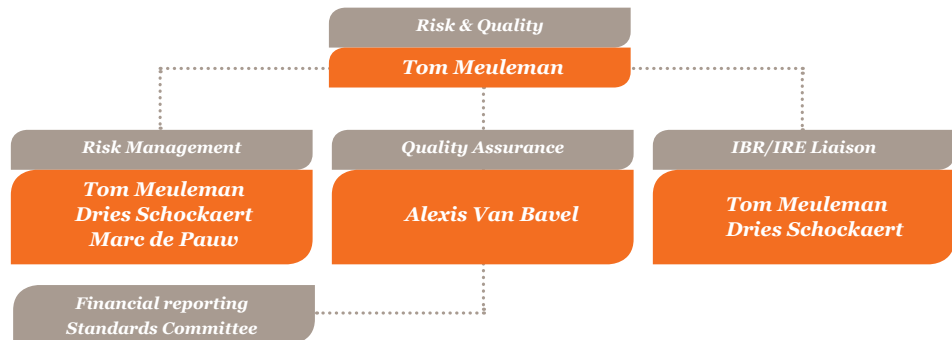 Risk & Quality
Tom Meuleman
Risk Management
Tom Meuleman
Dries Schockaert
Marc de Pauw
Quality Assurance
Alexis Van Bavel
IBR/IRE Liaison
Tom Meuleman
Dries Schockaert
Financial reporting
Standards Committee